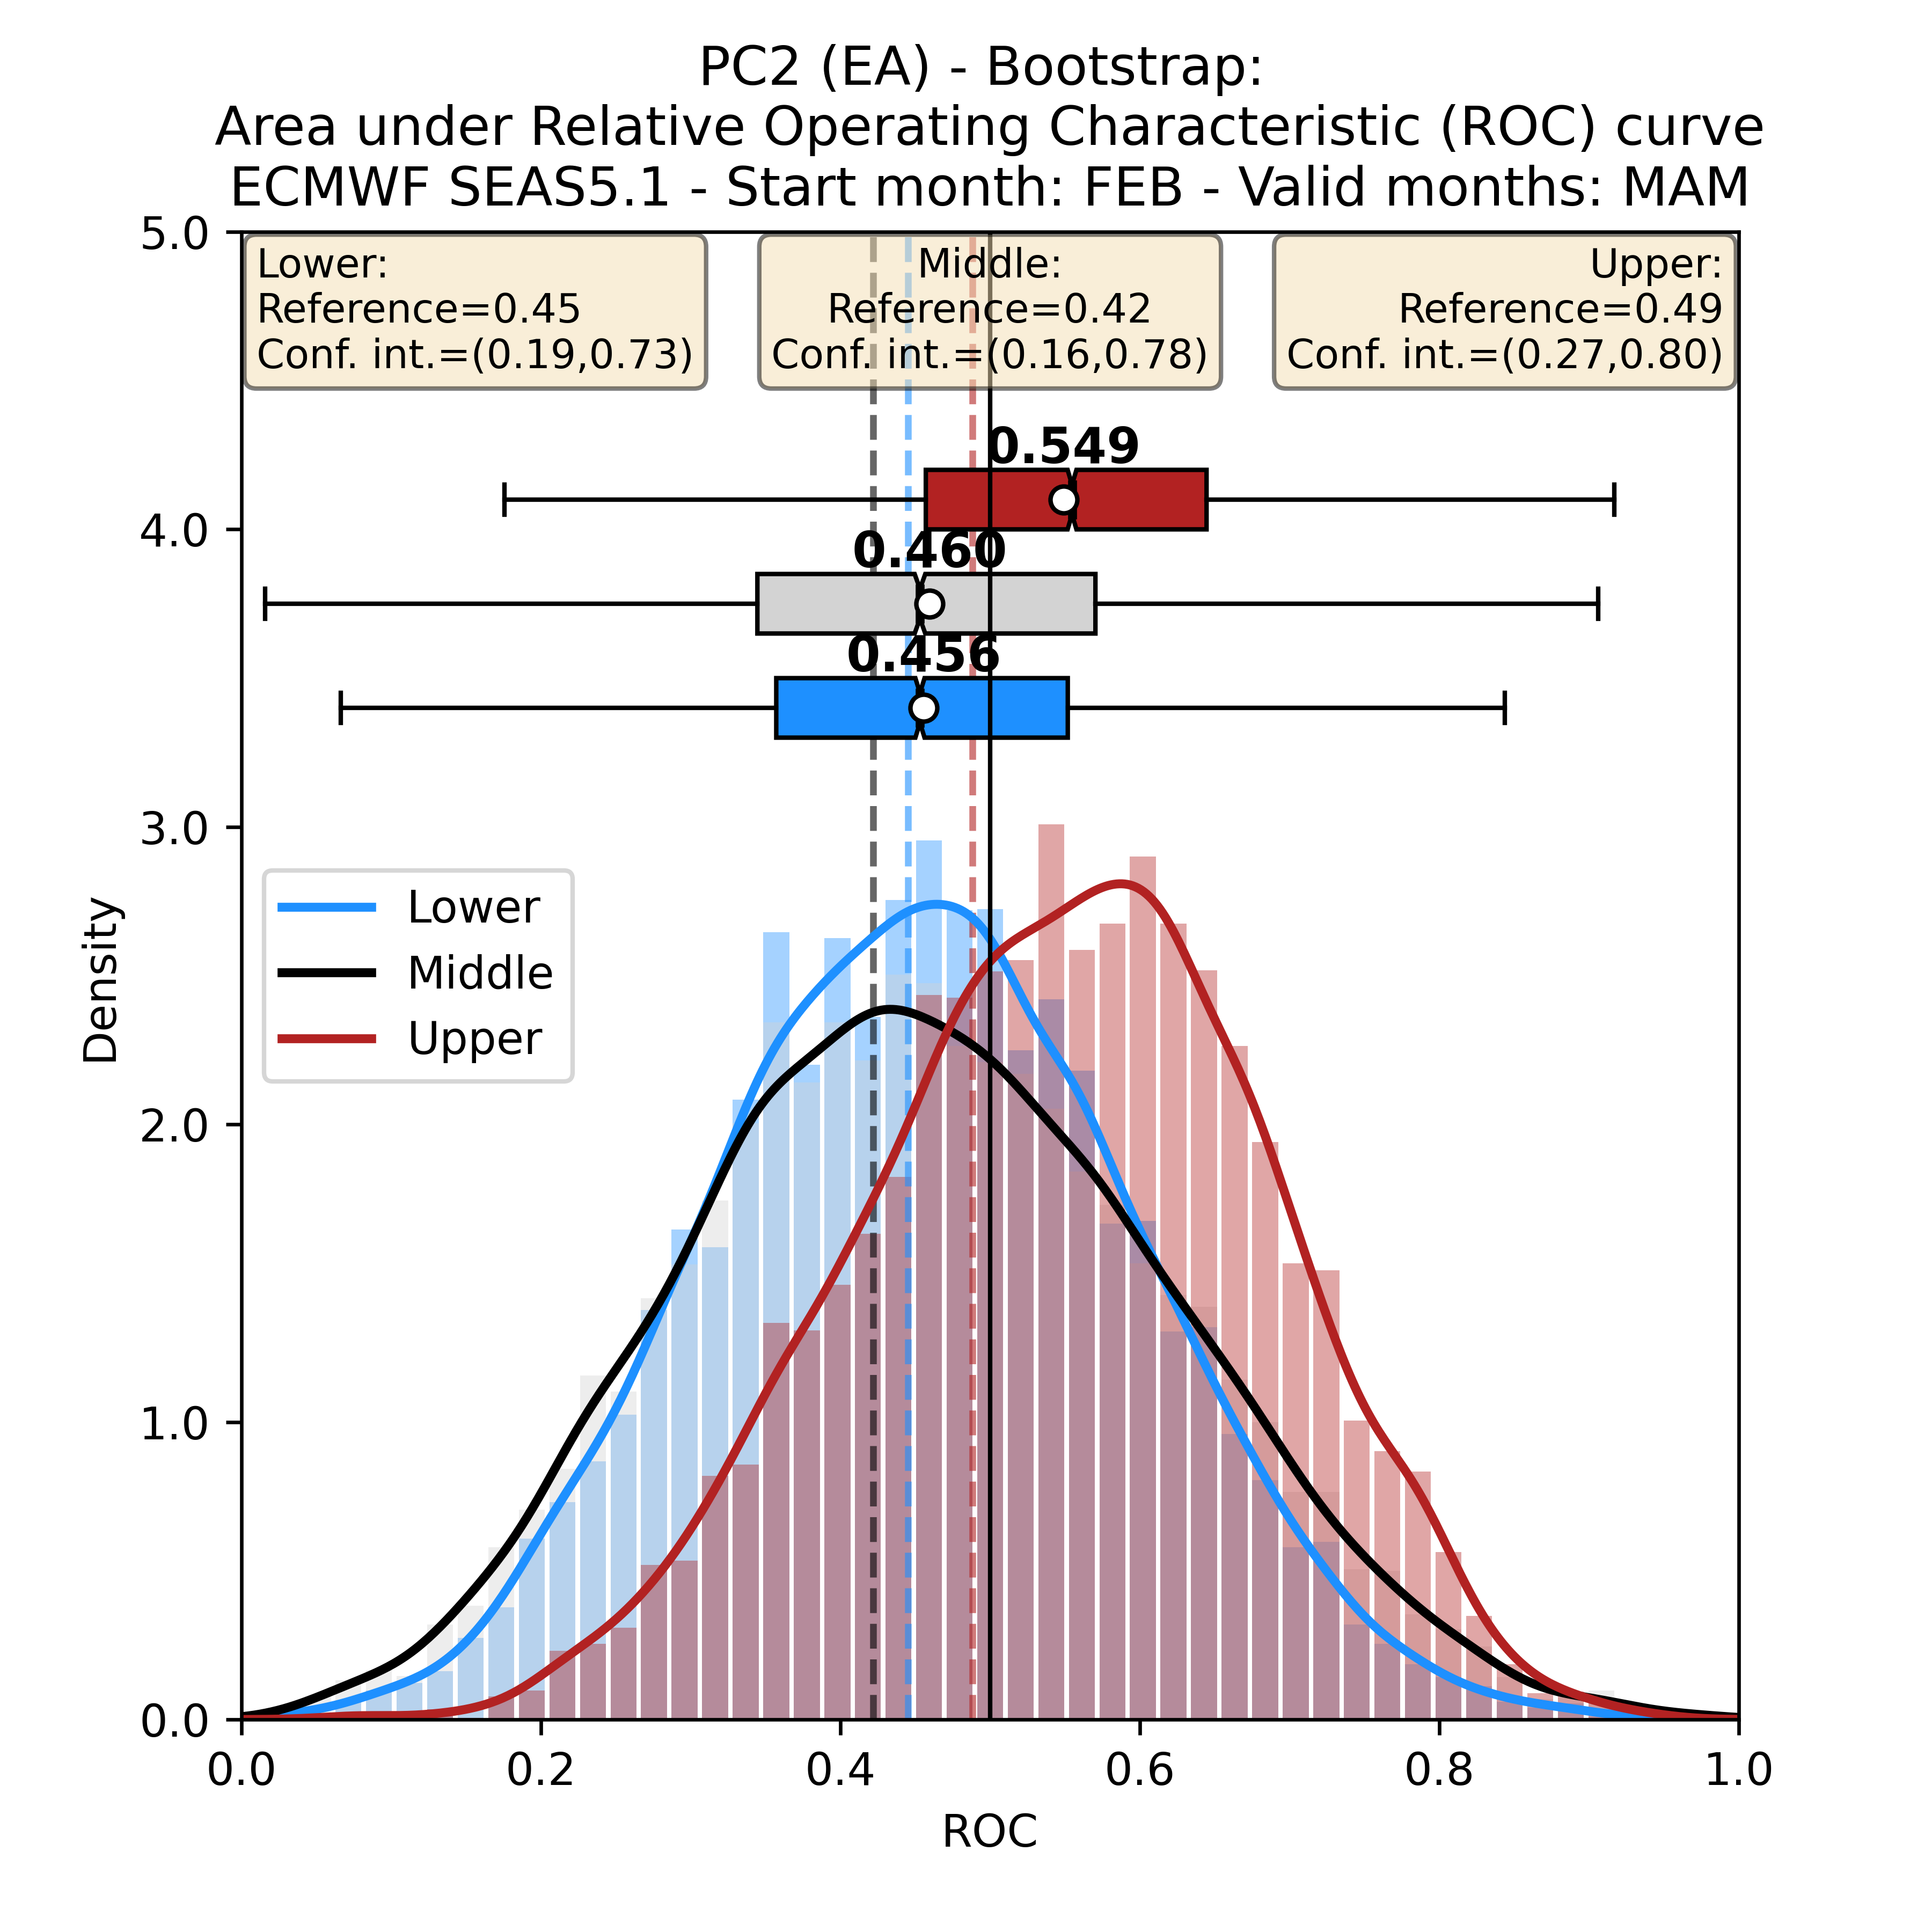 PC2 (EA) - Bootstrap:
Area under Relative Operating Characteristic (ROC) curve
ECMWF SEAS5.1 - Start month: FEB - Valid months: MAM
Lower:
Reference=0.45
Conf. int.=(0.19,0.73)
Middle:
Reference=0.42
Conf. int.=(0.16,0.78)
Upper:
Reference=0.49
Conf. int.=(0.27,0.80)
0.549
0.460
0.456
5.0
4.0
3.0
2.0
1.0
0.0
Density
Lower
Middle
Upper
0.0 0.2 0.4 0.6 0.8 1.0
ROC